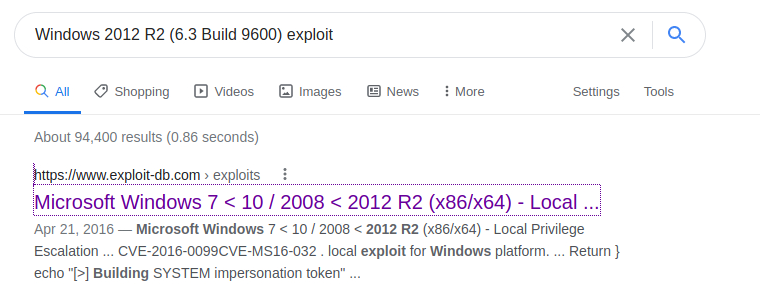 Windows 2012 R2 (6.3 Build 9600) exploit
All Shopping Videos Images News More Settings Tools
About 94,400 results (0.86 seconds)
https://www.exploit-db.com › exploits
Microsoft Windows 7 < 10 / 2008 < 2012 R2 (x86/x64) - Local ...
Apr 21, 2016 — Microsoft Windows 7 < 10 / 2008 < 2012 R2 (x86/x64) - Local Privilege
Escalation ... CVE-2016-0099CVE-MS16-032 . local exploit for Windows platform. ... Return }
echo "[>] Building SYSTEM impersonation token" ...